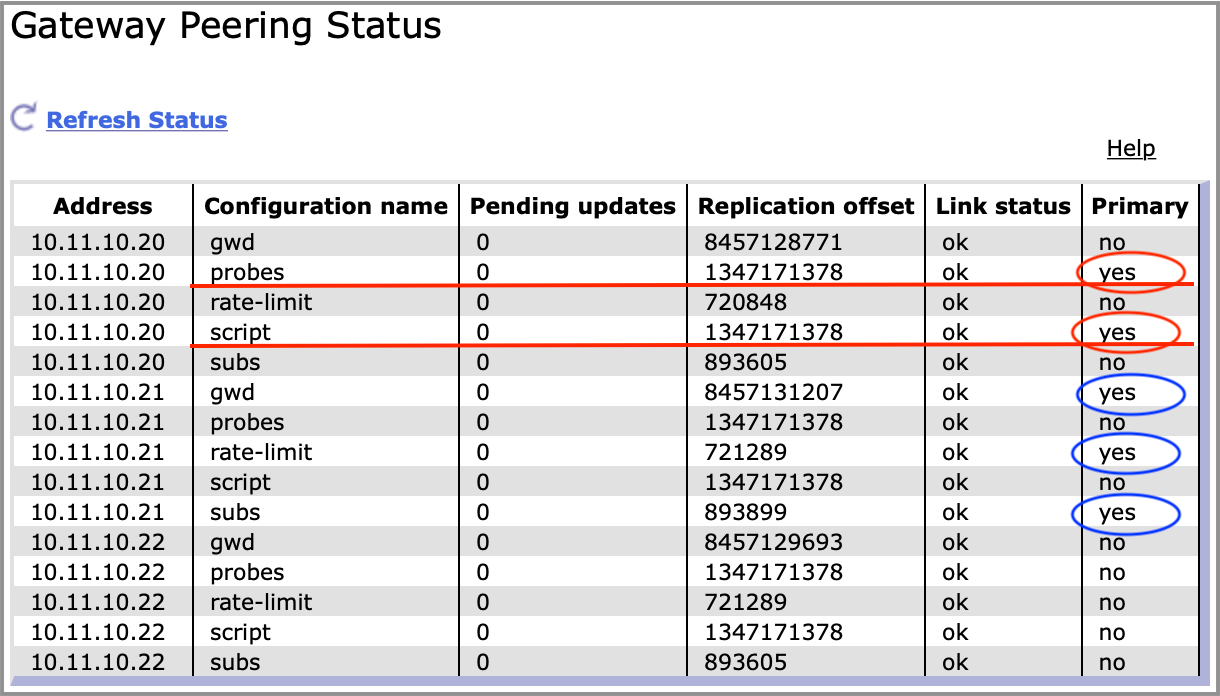 Gateway Peering Status
Refresh Status
Help
Address Configuration name Pending updates Replication offset Link status Primary
10.11.10.20 gwd 0 8457128771 ok no
10.11.10.20 probes 0 1347171378 ok yes
10.11.10.20 rate-limit 0 720848 ok no
10.11.10.20 script 0 1347171378 ok yes
10.11.10.20 subs 0 893605 ok no
10.11.10.21 gwd 0 8457131207 ok yes
10.11.10.21 probes 0 1347171378 ok no
10.11.10.21 rate-limit 0 721289 ok yes
10.11.10.21 script 0 1347171378 ok no
10.11.10.21 subs 0 893899 ok yes
10.11.10.22 gwd 0 8457129693 ok no
10.11.10.22 probes 0 1347171378 ok no
10.11.10.22 rate-limit 0 721289 ok no
10.11.10.22 script 0 1347171378 ok no
10.11.10.22 subs 0 893605 ok no